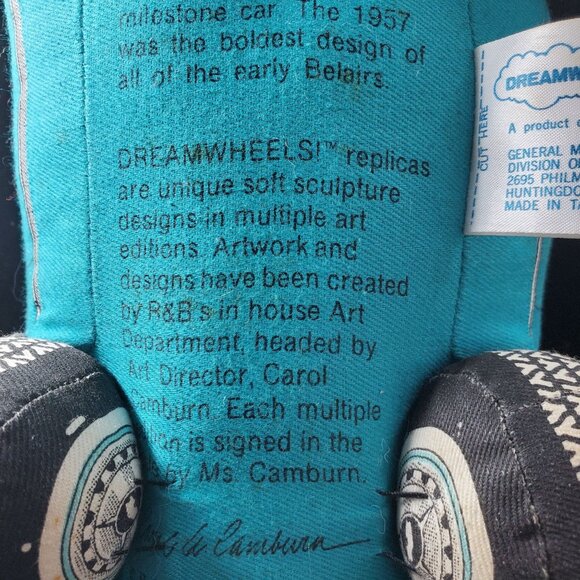 milestone car. The 1957
was the boldest design of
all of the early Belairs.
DREAMWHEELS!™ replicas
are unique soft sculpture
designs in multiple art
editions. Artwork and
designs have been created
by R&B's in house Art
Department, headed by
Art Director, Carol
amburn. Each multiple
is signed in the
by Ms. Camburn.
Camburn
CUT HERE
DREAMW
A product
GENERAL M
DIVISION O
2695 PHILM
HUNTINGDO
MADE IN TA